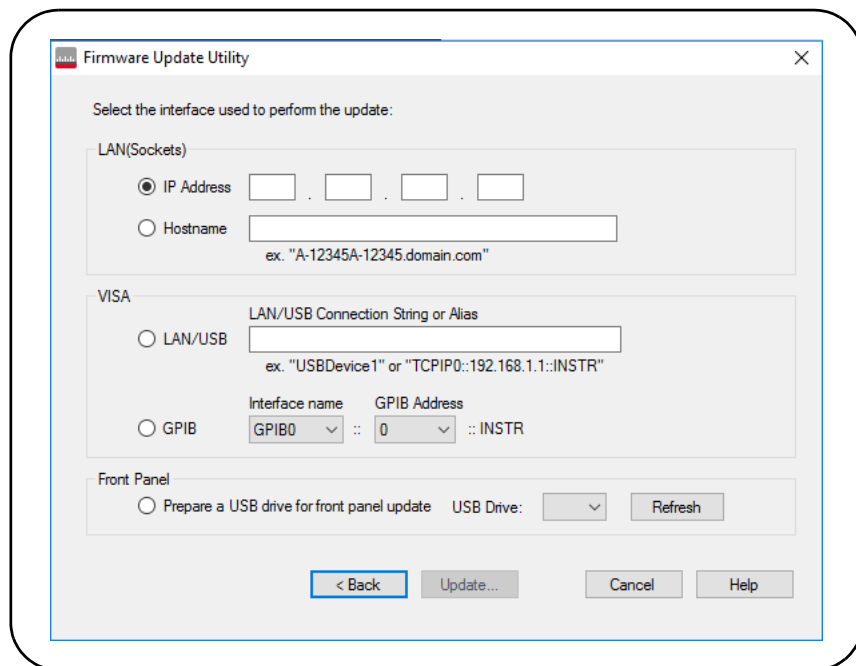 Firmware Update Utility
Select the interface used to perform the update:
LAN(Sockets)
IP Address . . .
Hostname
ex. "A-12345A-12345.domain.com"
VISA
LAN/USB Connection String or Alias
LAN/USB
ex. "USBDevice1" or "TCPIP0::192.168.1.1::INSTR"
Interface name GPIB Address
GPIB GPIB0 :: 0 :: INSTR
Front Panel
Prepare a USB drive for front panel update USB Drive: Refresh
< Back Update... Cancel Help